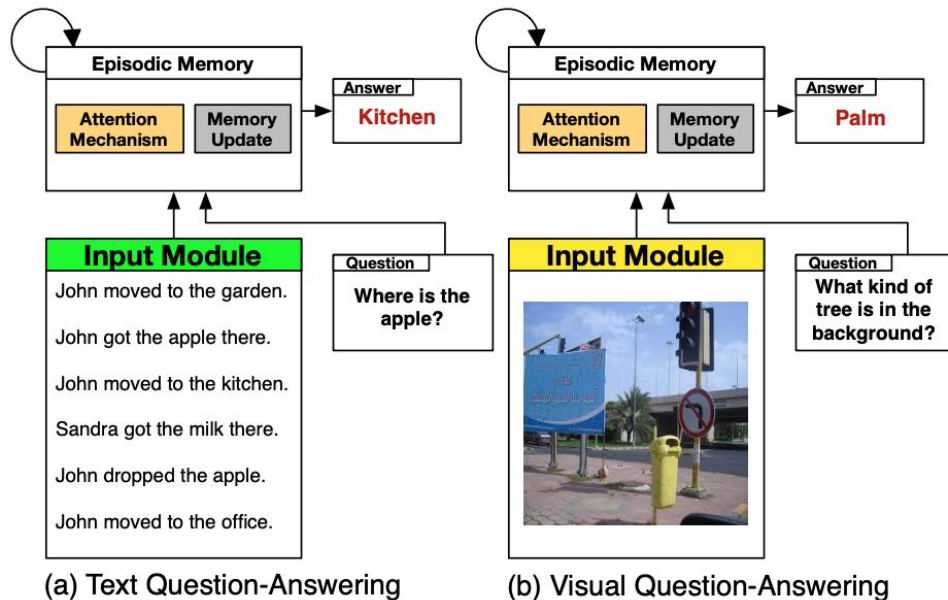 Episodic Memory
Attention
Mechanism
Memory
Update
Answer
Kitchen
Input Module
John moved to the garden.
John got the apple there.
John moved to the kitchen.
Sandra got the milk there.
John dropped the apple.
John moved to the office.
Question
Where is the
apple?
(a) Text Question-Answering
Episodic Memory
Attention
Mechanism
Memory
Update
Answer
Palm
Input Module
Question
What kind of
tree is in the
background?
(b) Visual Question-Answering